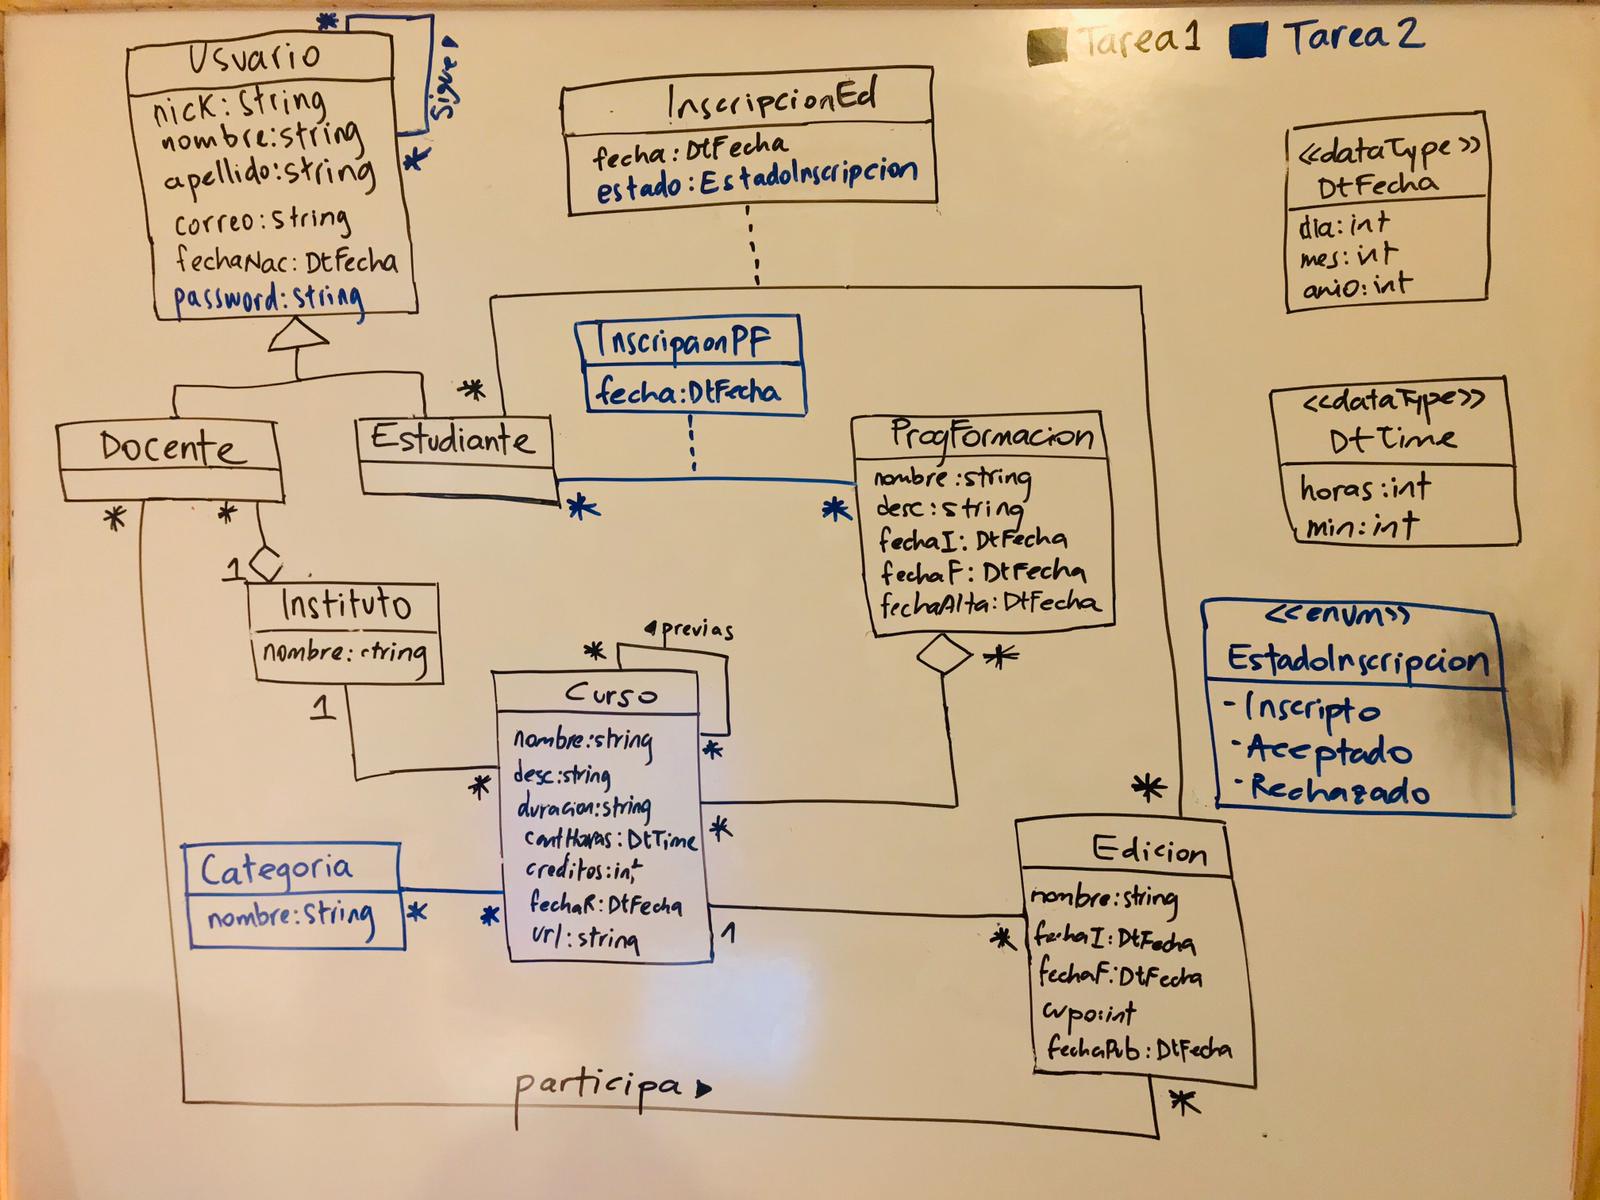 Tarea1
Tarea2
*
Sigue
*
Usuario
nick: String
nombre:string
apellido:string
correo:string
fechaNac: DtFecha
password:string
InscripcionEd
fecha: DtFecha
estado: EstadoInscripcion
<<dataType>>
DtFecha
dia: int
mes: int
anio: int
InscripcionPF
fecha:DtFecha
*
Docente
Estudiante
*
*
*
*
ProgFormacion
nombre:string
desc:string
fechaI: DtFecha
fechaF: DtFecha
fechaAlta: DtFecha
*
<<dataType>>
DtTime
horas:int
min:int
1
Instituto
nombre: string
1
<<enum>>
EstadoInscripcion
- Inscripto
- Aceptado
- Rechazado
previas
*
*
Curso
nombre:string
desc:string
duracion:string
cantHoras: DtTime
creditos:int
fechaR: DtFecha
url: string
*
*
*
Categoria
nombre:string
*
*
1
*
Edicion
nombre:string
fechaI: DtFecha
fechaF: DtFecha
cupo:int
fechaPub: DtFecha
participa
*